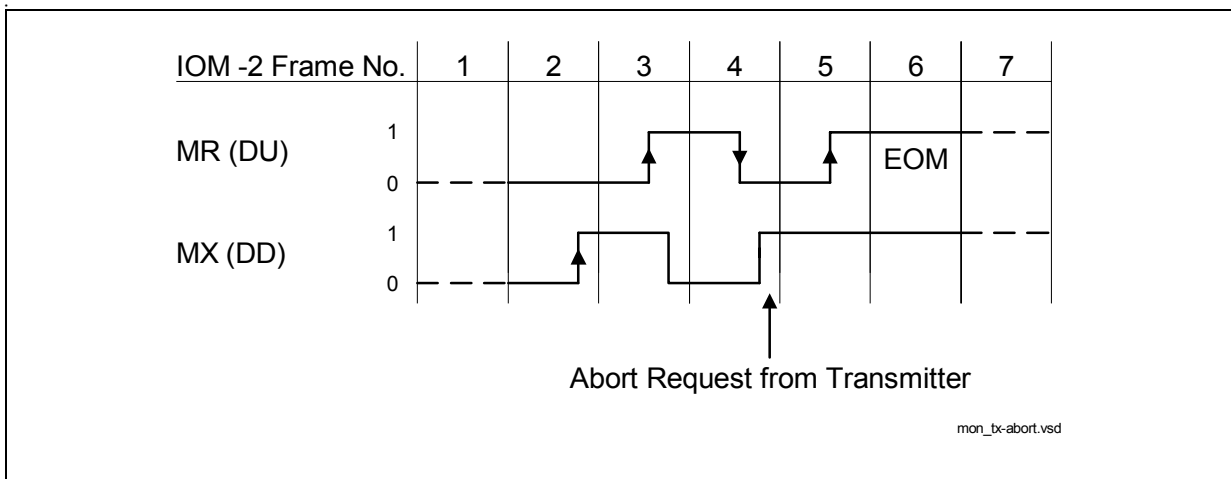 IOM -2 Frame No. 1 2 3 4 5 6 7
MR (DU) 1 0
EOM
MX (DD) 1 0
Abort Request from Transmitter
mon_tx-abort.vsd